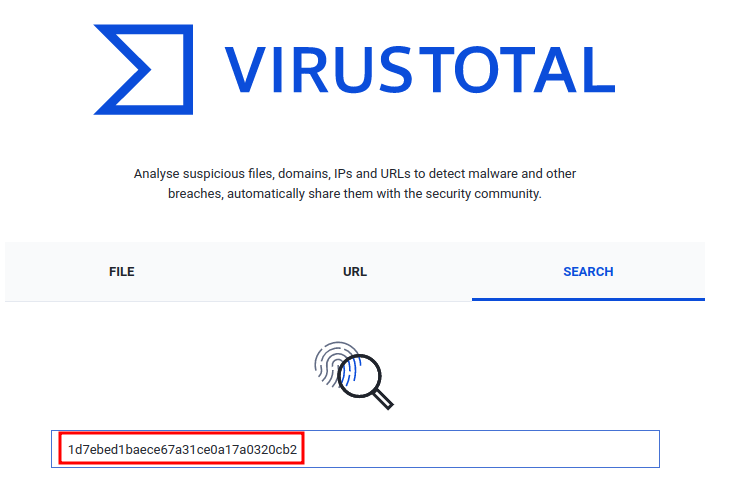 VIRUSTOTAL
Analyse suspicious files, domains, IPs and URLs to detect malware and other
breaches, automatically share them with the security community.
FILE URL SEARCH
1d7ebed1baece67a31ce0a17a0320cb2